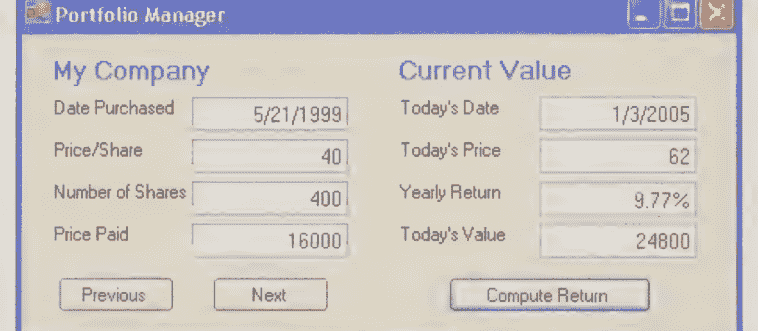 Portfolio Manager
My Company
Current Value
Date Purchased 5/21/1999
Today's Date 1/3/2005
Price/Share 40
Today's Price 62
Number of Shares 400
Yearly Return 9.77%
Price Paid 16000
Today's Value 24800
Previous
Next
Compute Return